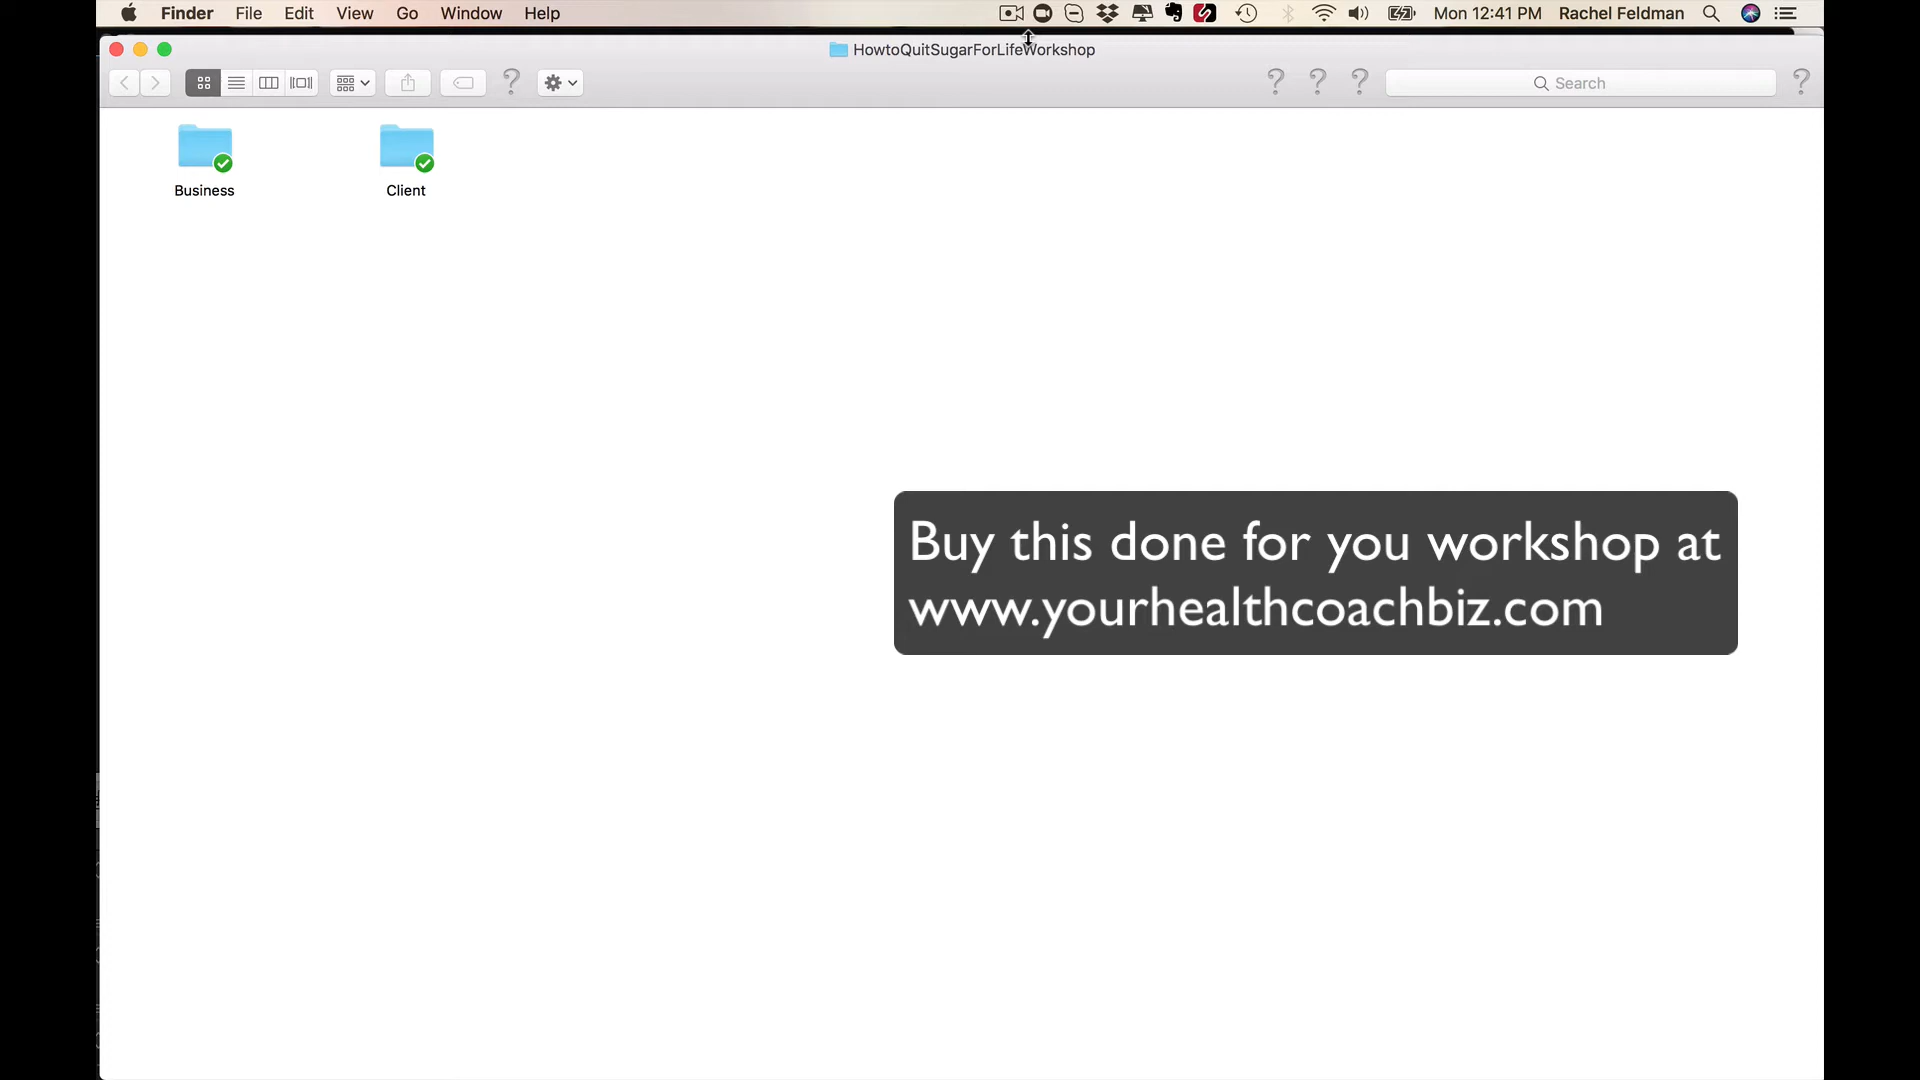 Finder File Edit View Go Window Help Mon 12:41 PM Rachel Feldman
HowtoQuitSugarForLifeWorkshop
? ? ? ? Search ?
Business Client
Buy this done for you workshop at
www.yourhealthcoachbiz.com